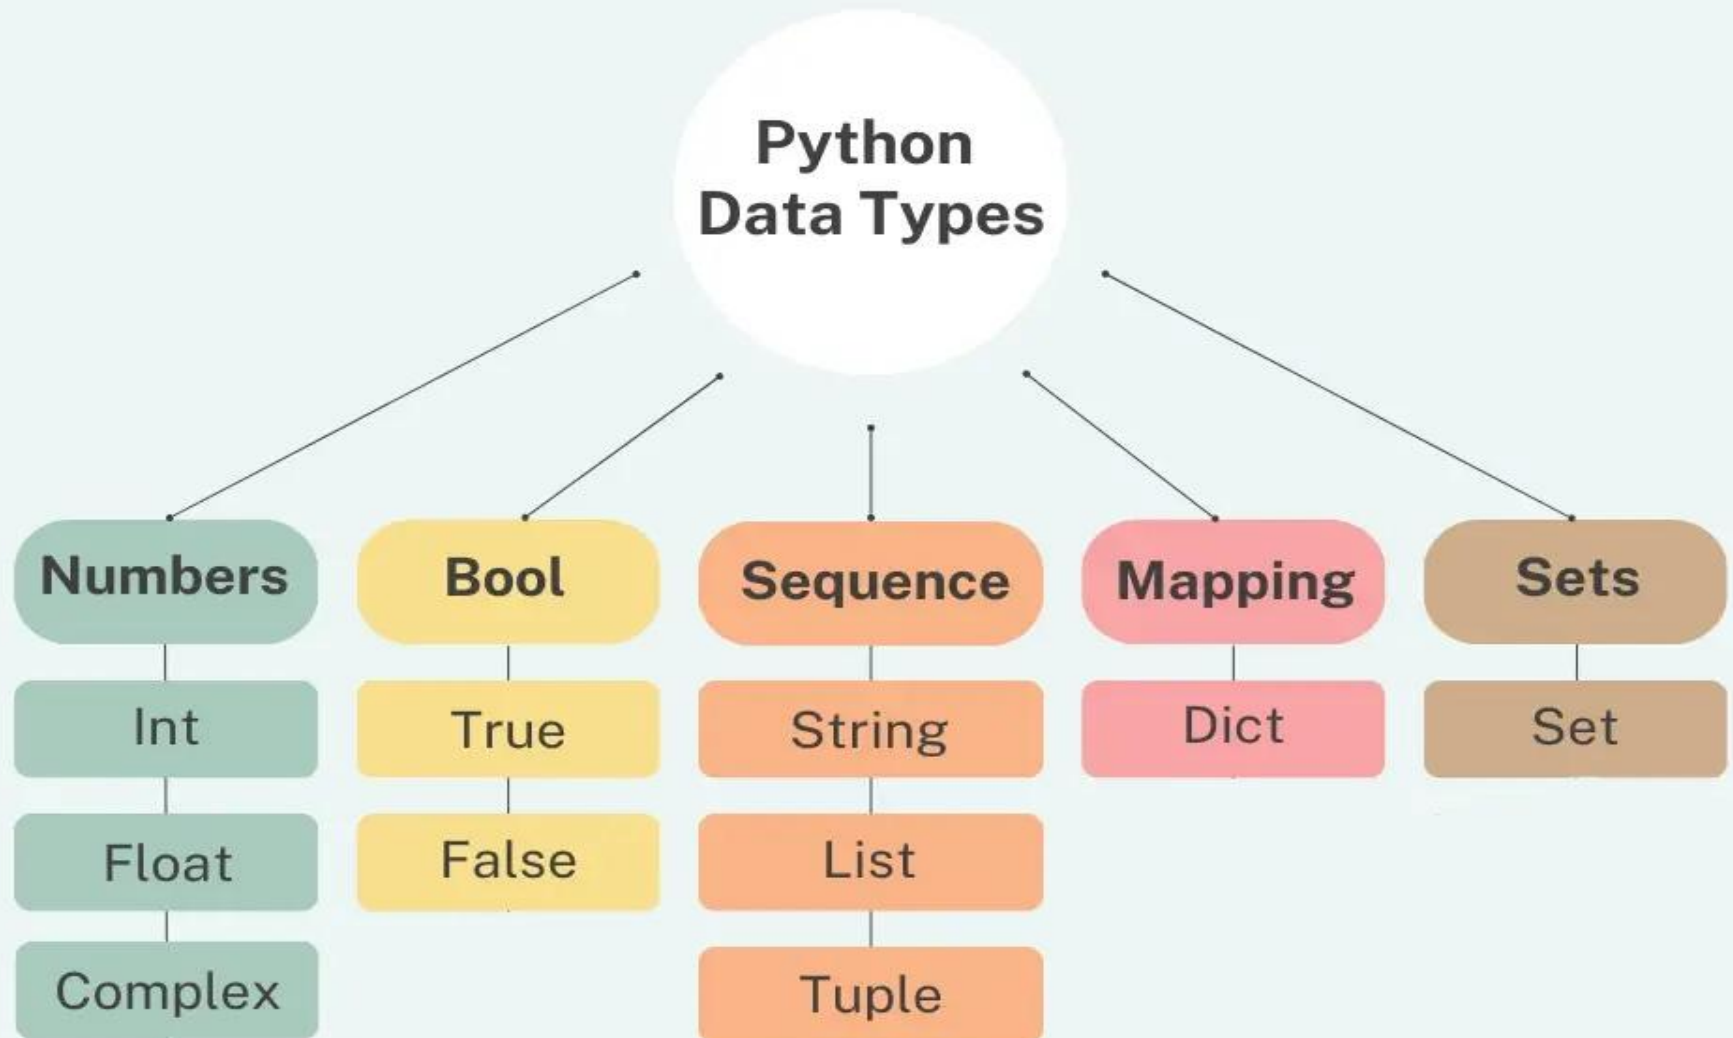 Python
Data Types
Numbers
Bool
Sequence
Mapping
Sets
Int
True
String
Dict
Set
Float
False
List
Complex
Tuple